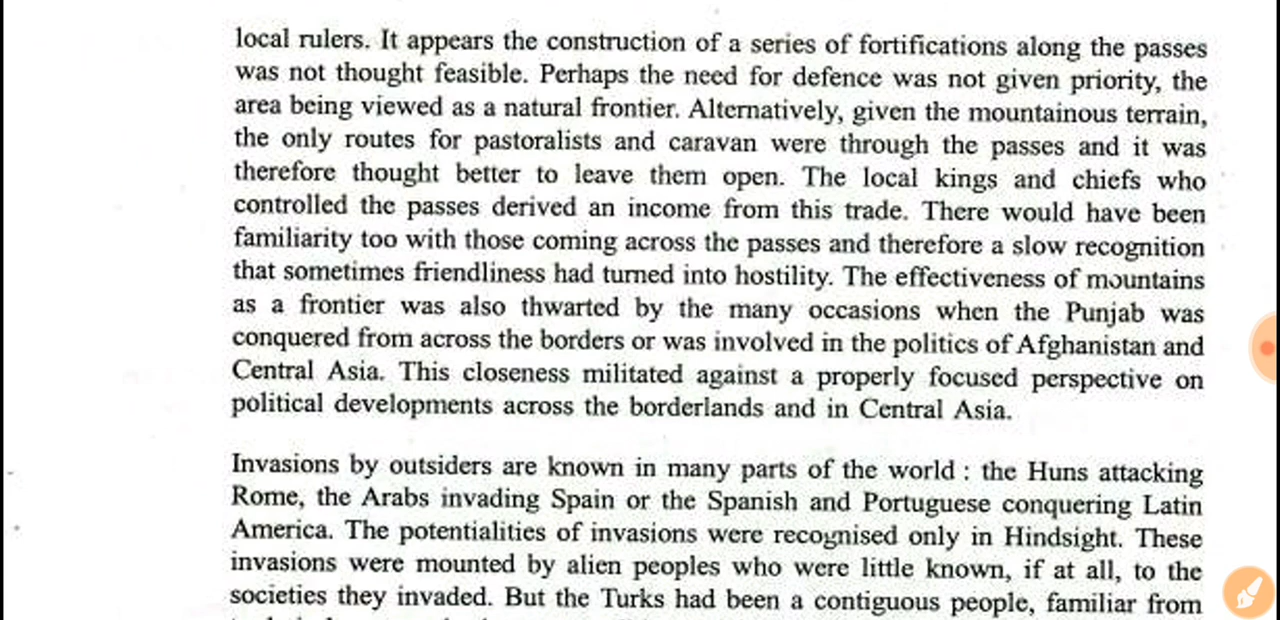 local rulers. It appears the construction of a series of fortifications along the passes
was not thought feasible. Perhaps the need for defence was not given priority, the
area being viewed as a natural frontier. Alternatively, given the mountainous terrain,
the only routes for pastoralists and caravan were through the passes and it was
therefore thought better to leave them open. The local kings and chiefs who
controlled the passes derived an income from this trade. There would have been
familiarity too with those coming across the passes and therefore a slow recognition
that sometimes friendliness had turned into hostility. The effectiveness of mountains
as a frontier was also thwarted by the many occasions when the Punjab was
conquered from across the borders or was involved in the politics of Afghanistan and
Central Asia. This closeness militated against a properly focused perspective on
political developments across the borderlands and in Central Asia.
Invasions by outsiders are known in many parts of the world : the Huns attacking
Rome, the Arabs invading Spain or the Spanish and Portuguese conquering Latin
America. The potentialities of invasions were recognised only in Hindsight. These
invasions were mounted by alien peoples who were little known, if at all, to the
societies they invaded. But the Turks had been a contiguous people, familiar from